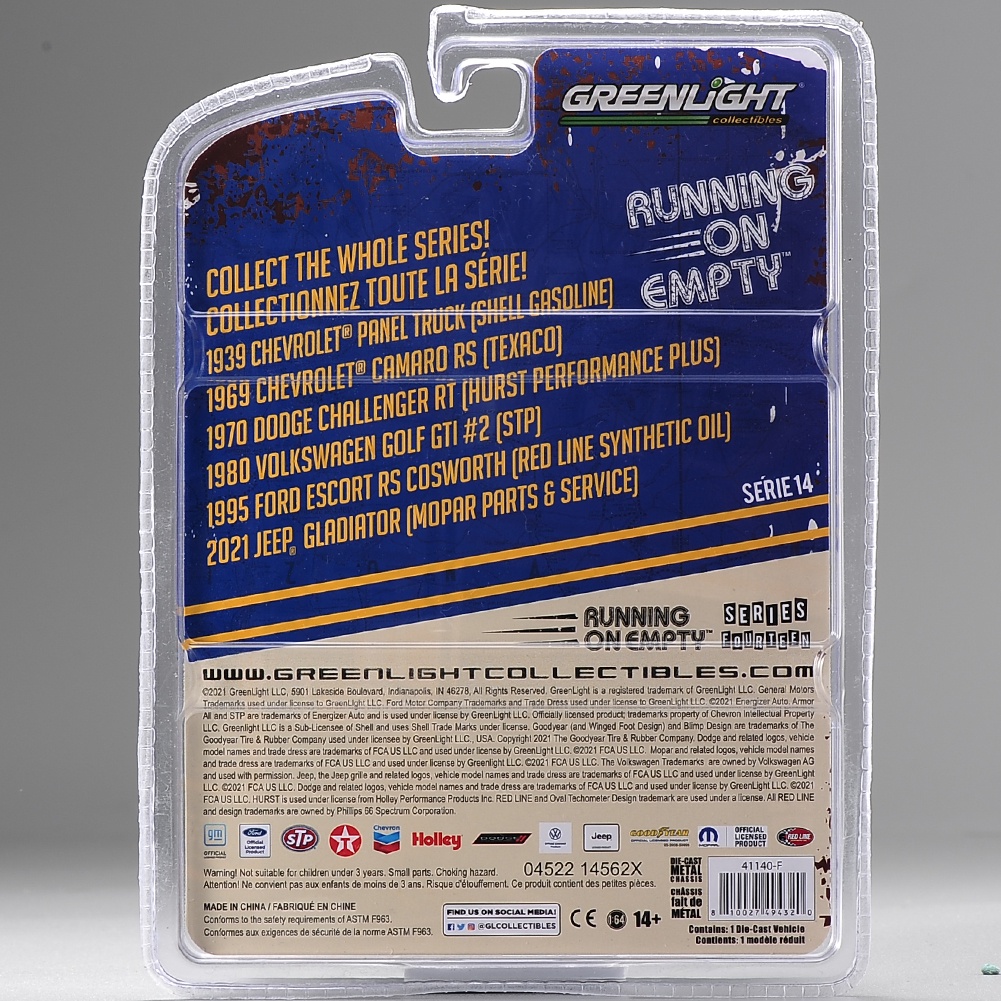 GREENLIGHT®
collectibles
RUNNING
ON
EMPTY™
COLLECT THE WHOLE SERIES!
COLLECTIONNEZ TOUTE LA SÉRIE!
1939 CHEVROLET® PANEL TRUCK (SHELL GASOLINE)
1969 CHEVROLET® CAMARO RS (TEXACO)
1970 DODGE CHALLENGER RT (HURST PERFORMANCE PLUS)
1980 VOLKSWAGEN GOLF GTI #2 (STP)
1995 FORD ESCORT RS COSWORTH (RED LINE SYNTHETIC OIL)
2021 JEEP® GLADIATOR (MOPAR PARTS & SERVICE)
SÉRIE 14
RUNNING
ON EMPTY™
SERIES
FOURTEEN
WWW.GREENLIGHTCOLLECTIBLES.COM
©2021 GreenLight LLC, 5901 Lakeside Boulevard, Indianapolis, IN 46278, All Rights Reserved. GreenLight is a registered trademark of GreenLight LLC. General Motors
Trademarks used under license to GreenLight LLC. Ford Motor Company Trademarks and Trade Dress used under license to GreenLight LLC. ©2021 Energizer Auto. Armor
All and STP are trademarks of Energizer Auto and is used under license by GreenLight LLC. Officially licensed product trademarks property of Chevron Intellectual Property
LLC. GreenLight is a Sub-Licensee of Shell and uses Shell Trade Marks under license. Goodyear (and Winged Foot Design) and Blimp Design are trademarks of The
Goodyear Tire & Rubber Company used under license by GreenLight LLC., USA. Copyright 2021 The Goodyear Tire & Rubber Company. Dodge and related logos, vehicle
model names and trade dress are trademarks of FCA US LLC and used under license by GreenLight LLC. ©2021 FCA US LLC. Mopar and related logos, vehicle model names
and trade dress are trademarks of FCA US LLC and used under license by GreenLight LLC. ©2021 FCA US LLC. The Volkswagen Trademarks are owned by Volkswagen AG
and used with permission. Jeep, the Jeep grille and related logos, vehicle model names and trade dress are trademarks of FCA US LLC and used under license by GreenLight
LLC. ©2021 FCA US LLC. Dodge and related logos, vehicle model names and trade dress are trademarks of FCA US LLC and used under license by GreenLight LLC. ©2021
FCA US LLC. HURST is used under license from Holley Performance Products Inc. RED LINE and Oval Techometer Design trademark are used under a license. All RED LINE
and design trademarks are owned by Phillips 66 Spectrum Corporation.
gm
OFFICIAL
Ford
Official
Licensed
Product
STP
T
Chevron
Holley
DODGE
Jeep
GOODYEAR
MOPAR
OFFICIAL
LICENSED
PRODUCT
RED LINE
Warning! Not suitable for children under 3 years. Small parts. Choking hazard.
04522 14562X
Attention! Ne convient pas aux enfants de moins de 3 ans. Risque d'étouffement. Ce produit contient des petites pièces.
DIE-CAST
METAL
CHASSIS
CHÂSSIS
fait de
MÉTAL
41140-F
8 10027 49432 0
MADE IN CHINA / FABRIQUÉ EN CHINE
Conforms to the safety requirements of ASTM F963.
Conformes aux exigences de sécurité de la norme ASTM F963.
FIND US ON SOCIAL MEDIA!
@GLCOLLECTIBLES
CE
1:64
14+
Contains: 1 Die-Cast Vehicle
Contients: 1 modèle réduit